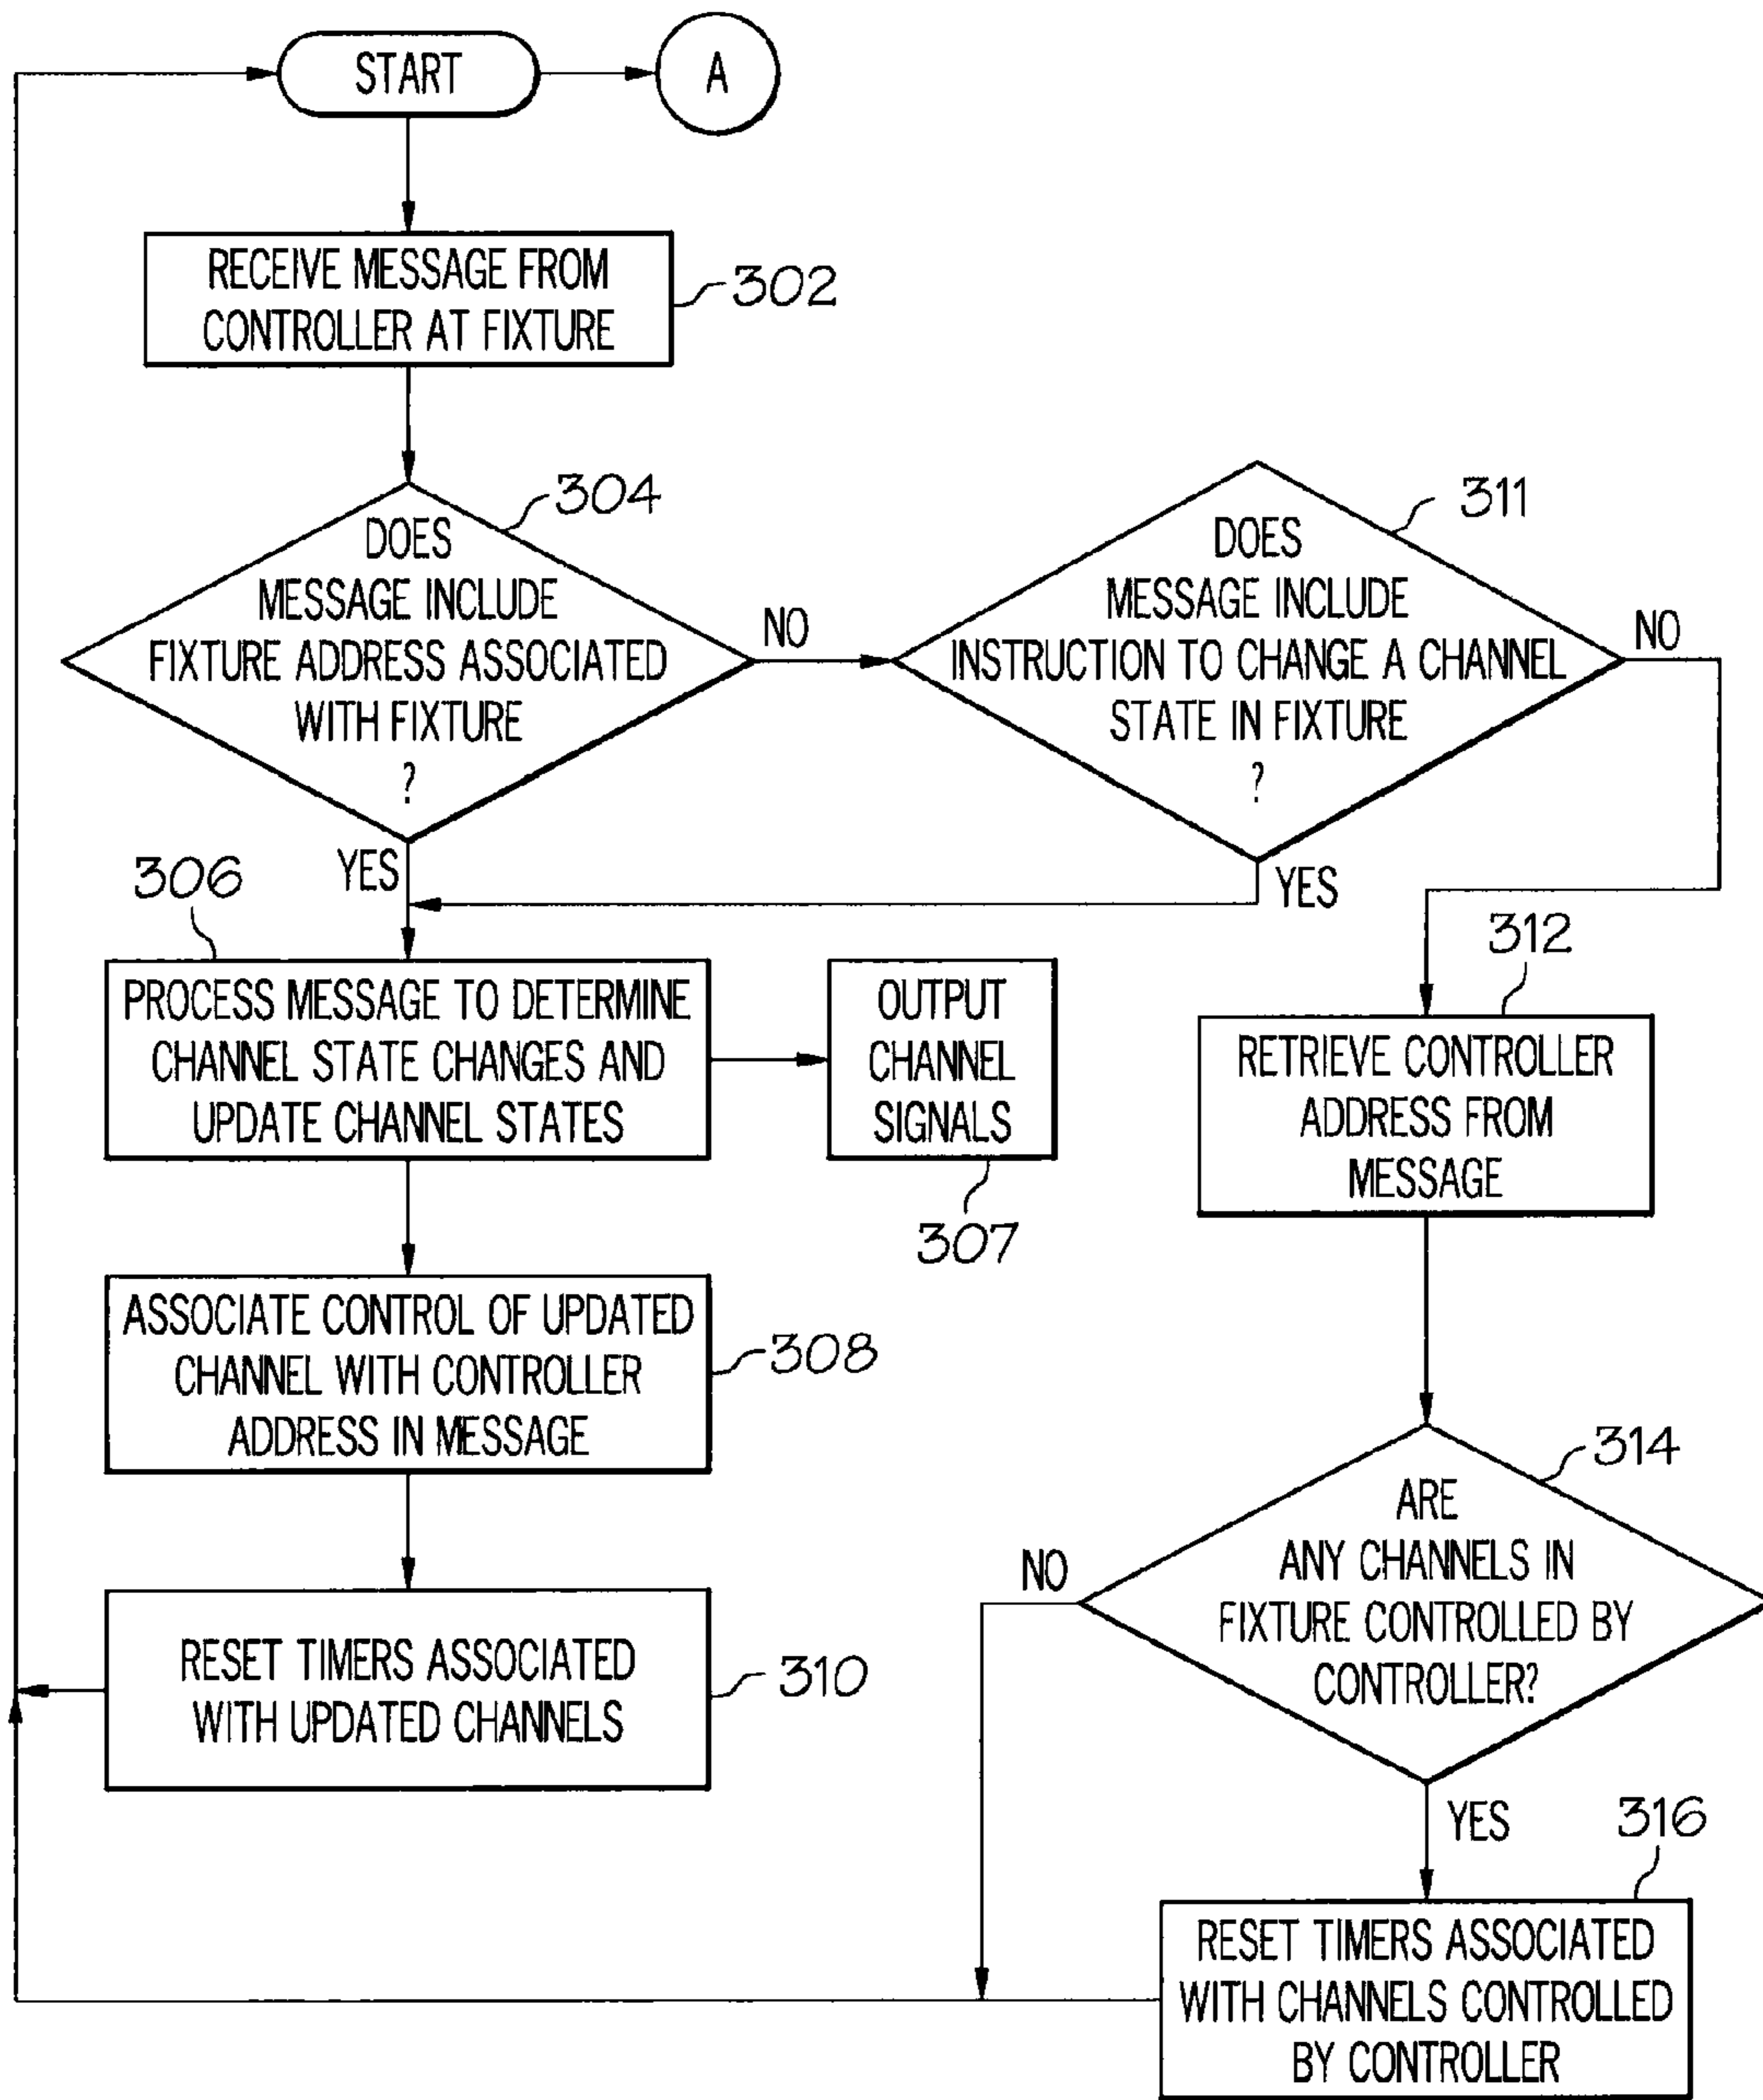 START
A
RECEIVE MESSAGE FROM
CONTROLLER AT FIXTURE
302
304
DOES
MESSAGE INCLUDE
FIXTURE ADDRESS ASSOCIATED
WITH FIXTURE
?
NO
YES
311
DOES
MESSAGE INCLUDE
INSTRUCTION TO CHANGE A CHANNEL
STATE IN FIXTURE
?
NO
YES
306
PROCESS MESSAGE TO DETERMINE
CHANNEL STATE CHANGES AND
UPDATE CHANNEL STATES
OUTPUT
CHANNEL
SIGNALS
307
312
RETRIEVE CONTROLLER
ADDRESS FROM
MESSAGE
ASSOCIATE CONTROL OF UPDATED
CHANNEL WITH CONTROLLER
ADDRESS IN MESSAGE
308
314
ARE
ANY CHANNELS IN
FIXTURE CONTROLLED BY
CONTROLLER?
NO
YES
RESET TIMERS ASSOCIATED
WITH UPDATED CHANNELS
310
316
RESET TIMERS ASSOCIATED
WITH CHANNELS CONTROLLED
BY CONTROLLER